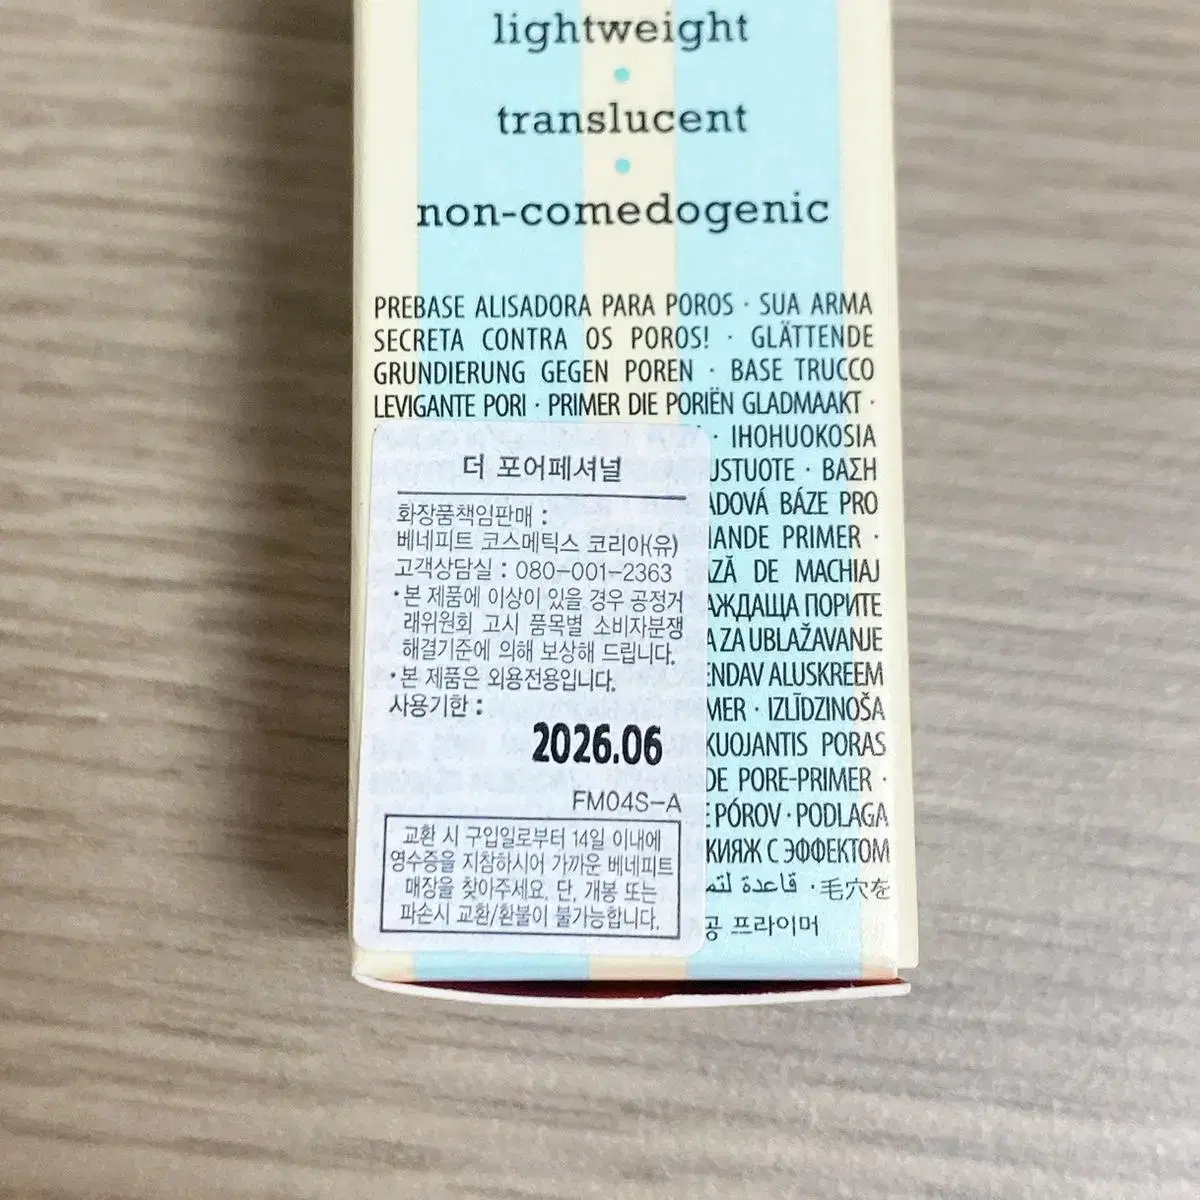 lightweight
translucent
non-comedogenic
PREBASE ALISADORA PARA POROS · SUA ARMA
SECRETA CONTRA OS POROS! · GLÄTTENDE
GRUNDIERUNG GEGEN POREN · BASE TRUCCO
LEVIGANTE PORI · PRIMER DIE PORIËN GLADMAAKT ·
· IHOHUOKOSIA
USTUOTE · ΒΑΣΗ
ADOVÁ BÁZE PRO
ANDE PRIMER ·
ZĂ DE MACHIAJ
АЖДАЩА ПОРИТЕ
A ZA UBLAŽAVANJE
ENDAV ALUSKREEM
MER · IZLĪDZINOŠA
KUOJANTIS PORAS
DE PORE-PRIMER ·
E PÓROV · PODLAGA
КИЯЖ С ЭФФЕКТОМ
قاعدة لتم · 毛穴を
공 프라이머
더 포어페셔널
화장품책임판매 :
베네피트 코스메틱스 코리아(유)
고객상담실 : 080-001-2363
·본 제품에 이상이 있을 경우 공정거
래위원회 고시 품목별 소비자분쟁
해결기준에 의해 보상해 드립니다.
·본 제품은 외용전용입니다.
사용기한 :
2026.06
FM04S-A
교환 시 구입일로부터 14일 이내에
영수증을 지참하시어 가까운 베네피트
매장을 찾아주세요. 단, 개봉 또는
파손시 교환/환불이 불가능합니다.